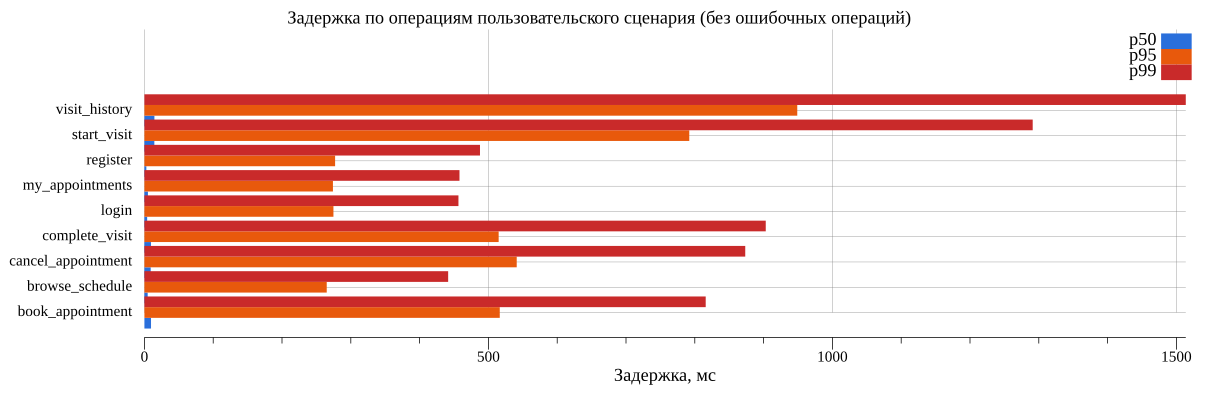 Задержка по операциям пользовательского сценария (без ошибочных операций)
p50
p95
p99
visit_history
start_visit
register
my_appointments
login
complete_visit
cancel_appointment
browse_schedule
book_appointment
0 500 1000 1500
Задержка, мс